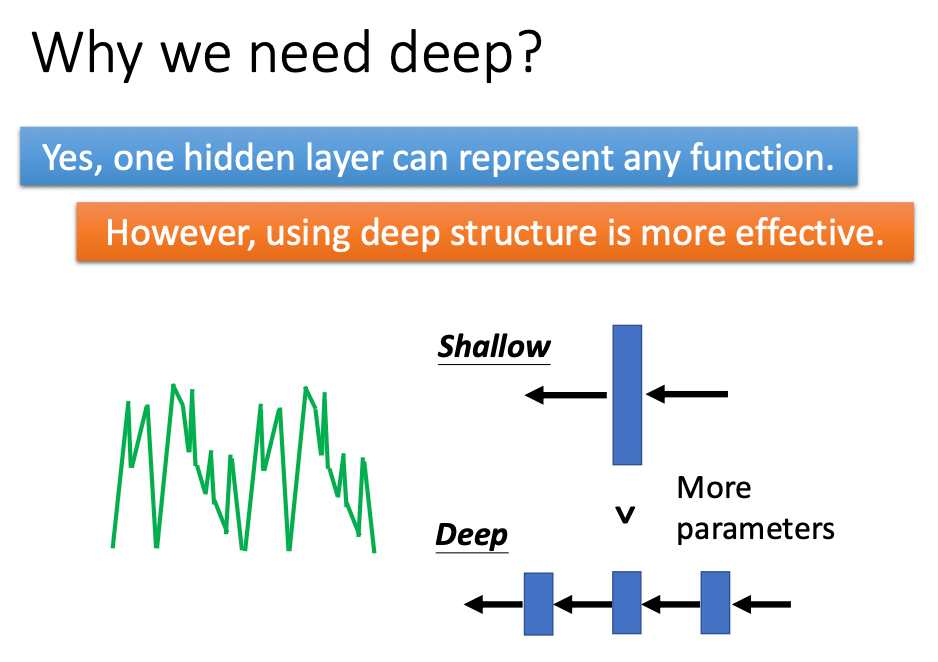 Why we need deep?
Yes, one hidden layer can represent any function.
However, using deep structure is more effective.
Shallow
More
parameters
Deep